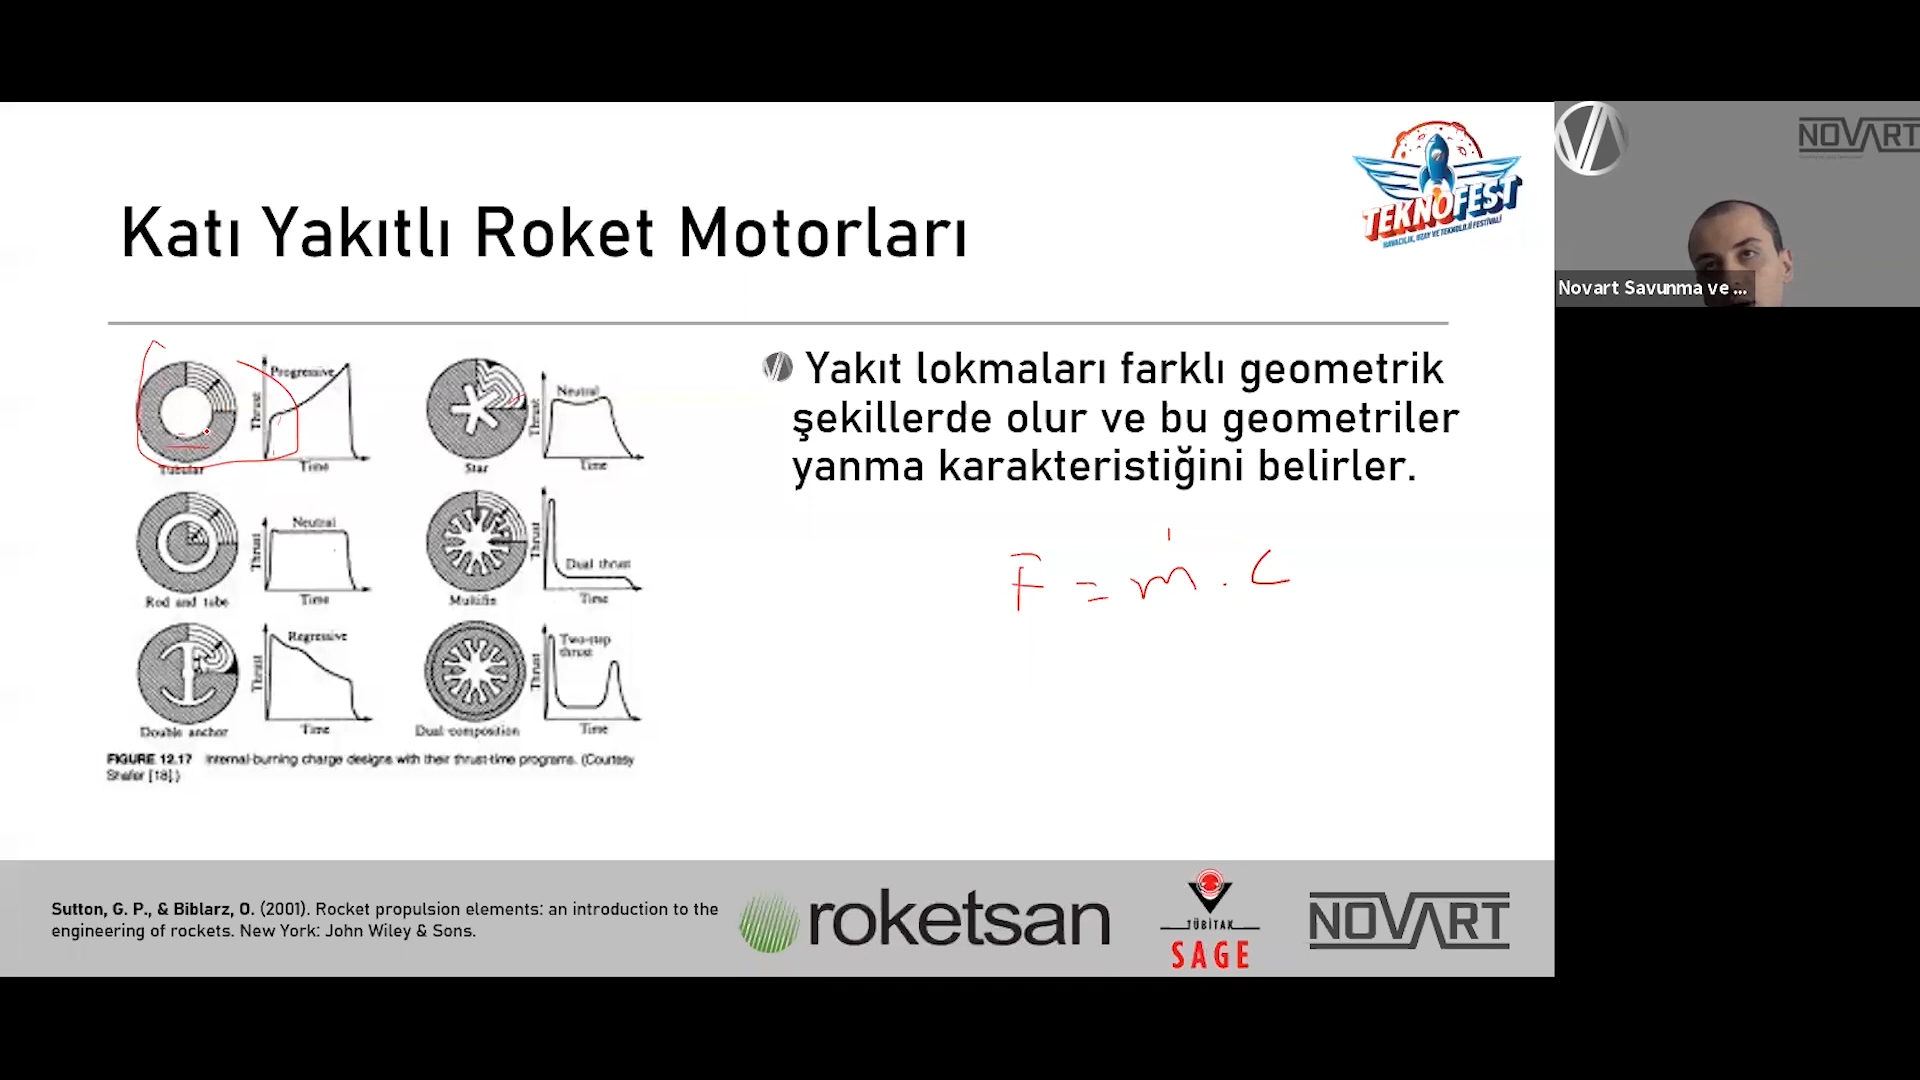 TEKNOFEST
HAVACILIK, UZAY VE TEKNOLOJİ FESTİVALİ
NOVART
Novart Savunma ve ...
Katı Yakıtlı Roket Motorları
Yakıt lokmaları farklı geometrik
şekillerde olur ve bu geometriler
yanma karakteristiğini belirler.
F = ṁ . C
Progressive
Thrust
Time
Tubular
Neutral
Thrust
Time
Star
Neutral
Thrust
Time
Rod and tube
Dual thrust
Thrust
Time
Multifin
Regressive
Thrust
Time
Double anchor
Two-step
thrust
Thrust
Time
Dual composition
FIGURE 12.17 Internal-burning charge designs with their thrust-time programs. (Courtesy
Shafer [18].)
Sutton, G. P., & Biblarz, O. (2001). Rocket propulsion elements: an introduction to the
engineering of rockets. New York: John Wiley & Sons.
roketsan
TÜBİTAK
SAGE
NOVART